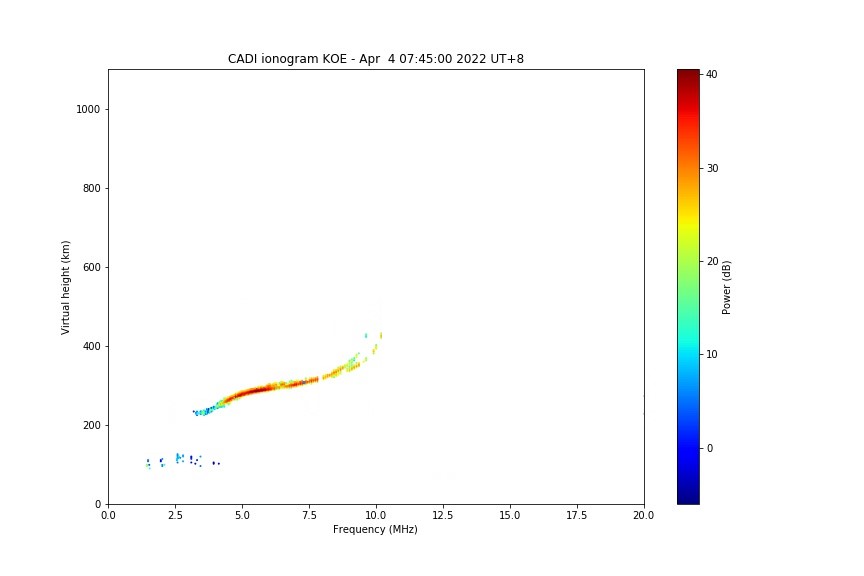 CADI ionogram KOE - Apr  4 07:45:00 2022 UT+8
1000
800
600
400
200
0
Virtual height (km)
0.0 2.5 5.0 7.5 10.0 12.5 15.0 17.5 20.0
Frequency (MHz)
40
30
20
10
0
Power (dB)